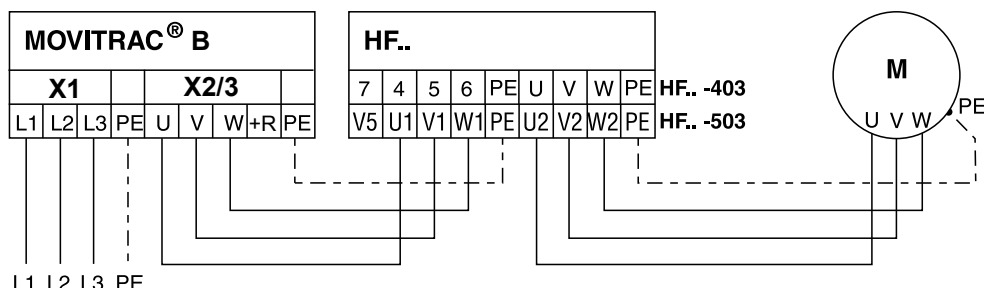 MOVITRAC® B
X1 X2/3
L1 L2 L3 PE U V W +R PE
L1 L2 L3 PE
HF..
7 4 5 6 PE U V W PE HF.. -403
V5 U1 V1 W1 PE U2 V2 W2 PE HF.. -503
M
U V W
PE